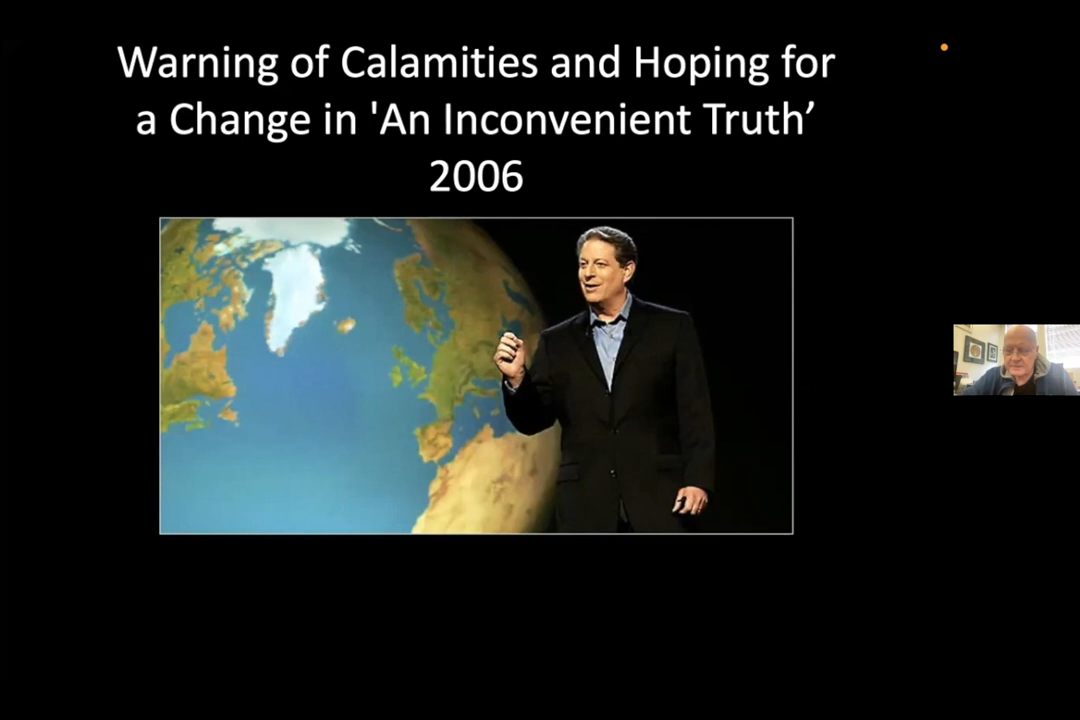 Warning of Calamities and Hoping for
a Change in 'An Inconvenient Truth’
2006